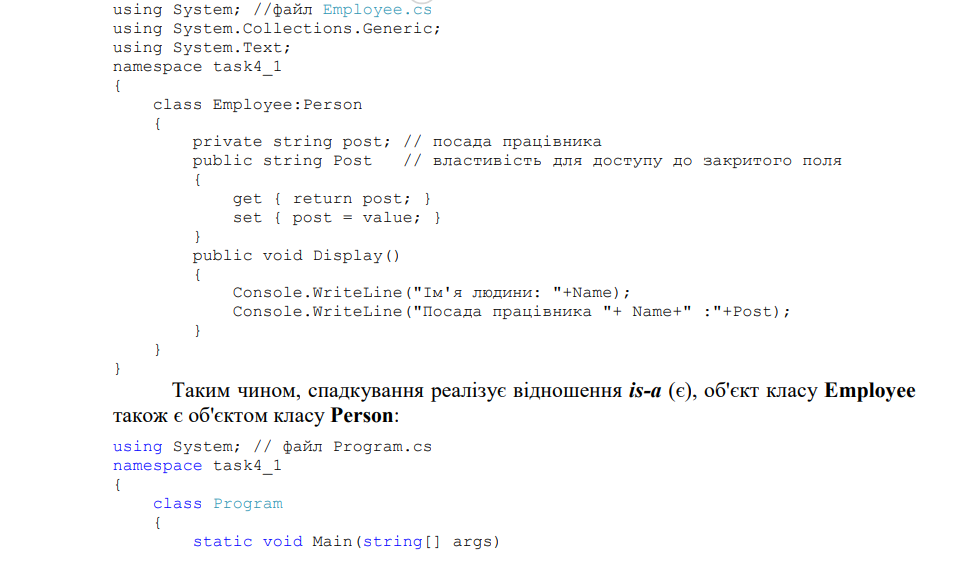 using System; //файл Employee.cs
using System.Collections.Generic;
using System.Text;
namespace task4_1
{
    class Employee:Person
    {
        private string post; // посада працівника
        public string Post   // властивість для доступу до закритого поля
        {
            get { return post; }
            set { post = value; }
        }
        public void Display()
        {
            Console.WriteLine("Ім'я людини: "+Name);
            Console.WriteLine("Посада працівника "+ Name+" :"+Post);
        }
    }
}
Таким чином, спадкування реалізує відношення is-a (є), об'єкт класу Employee
також є об'єктом класу Person:
using System; // файл Program.cs
namespace task4_1
{
    class Program
    {
        static void Main(string[] args)